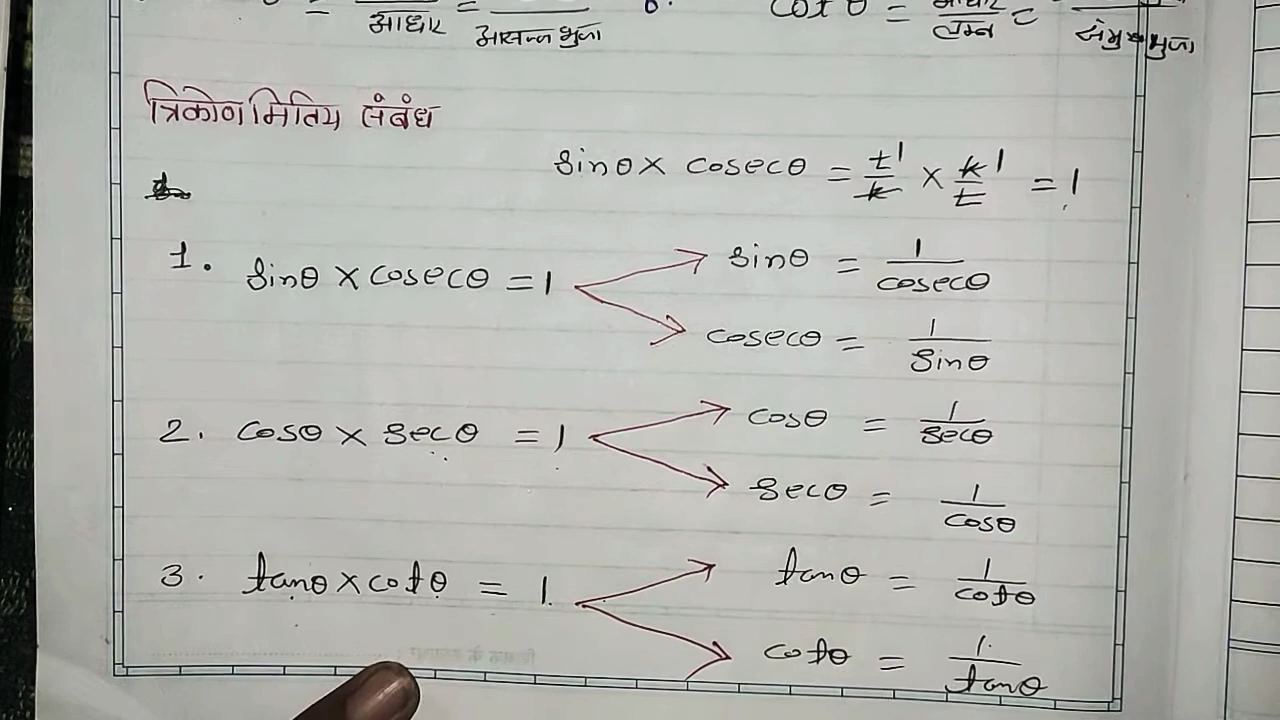 = आधार = आसन्न भुजा 6. cot θ = आधार/लम्ब = संमुख भुजा
त्रिकोणमितिय संबंध
sinθ × cosecθ = t/k × k/t = 1
1. sinθ × cosecθ = 1
sinθ = 1/cosecθ
cosecθ = 1/sinθ
2. cosθ × secθ = 1
cosθ = 1/secθ
secθ = 1/cosθ
3. tanθ × cotθ = 1
tanθ = 1/cotθ
cotθ = 1/tanθ